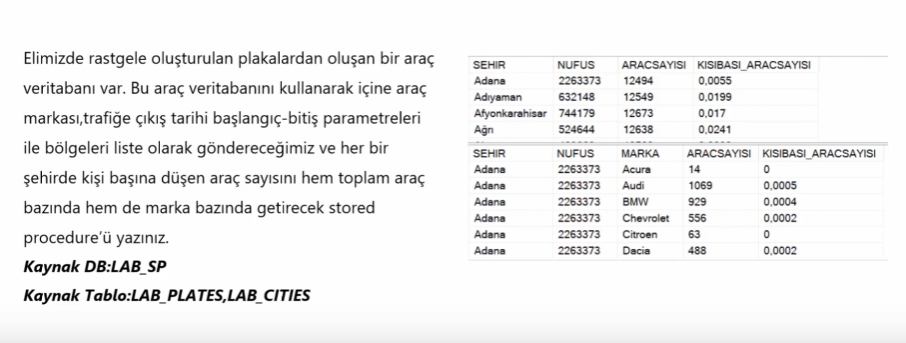 Elimizde rastgele oluşturulan plakalardan oluşan bir araç
veritabanı var. Bu araç veritabanını kullanarak içine araç
markası,trafiğe çıkış tarihi başlangıç-bitiş parametreleri
ile bölgeleri liste olarak göndereceğimiz ve her bir
şehirde kişi başına düşen araç sayısını hem toplam araç
bazında hem de marka bazında getirecek stored
procedure'ü yazınız.
Kaynak DB:LAB_SP
Kaynak Tablo:LAB_PLATES,LAB_CITIES
SEHIR NUFUS ARACSAYISI KISIBASI_ARACSAYISI
Adana 2263373 12494 0,0055
Adıyaman 632148 12549 0,0199
Afyonkarahisar 744179 12673 0,017
Ağrı 524644 12638 0,0241
SEHIR NUFUS MARKA ARACSAYISI KISIBASI_ARACSAYISI
Adana 2263373 Acura 14 0
Adana 2263373 Audi 1069 0,0005
Adana 2263373 BMW 929 0,0004
Adana 2263373 Chevrolet 556 0,0002
Adana 2263373 Citroen 63 0
Adana 2263373 Dacia 488 0,0002